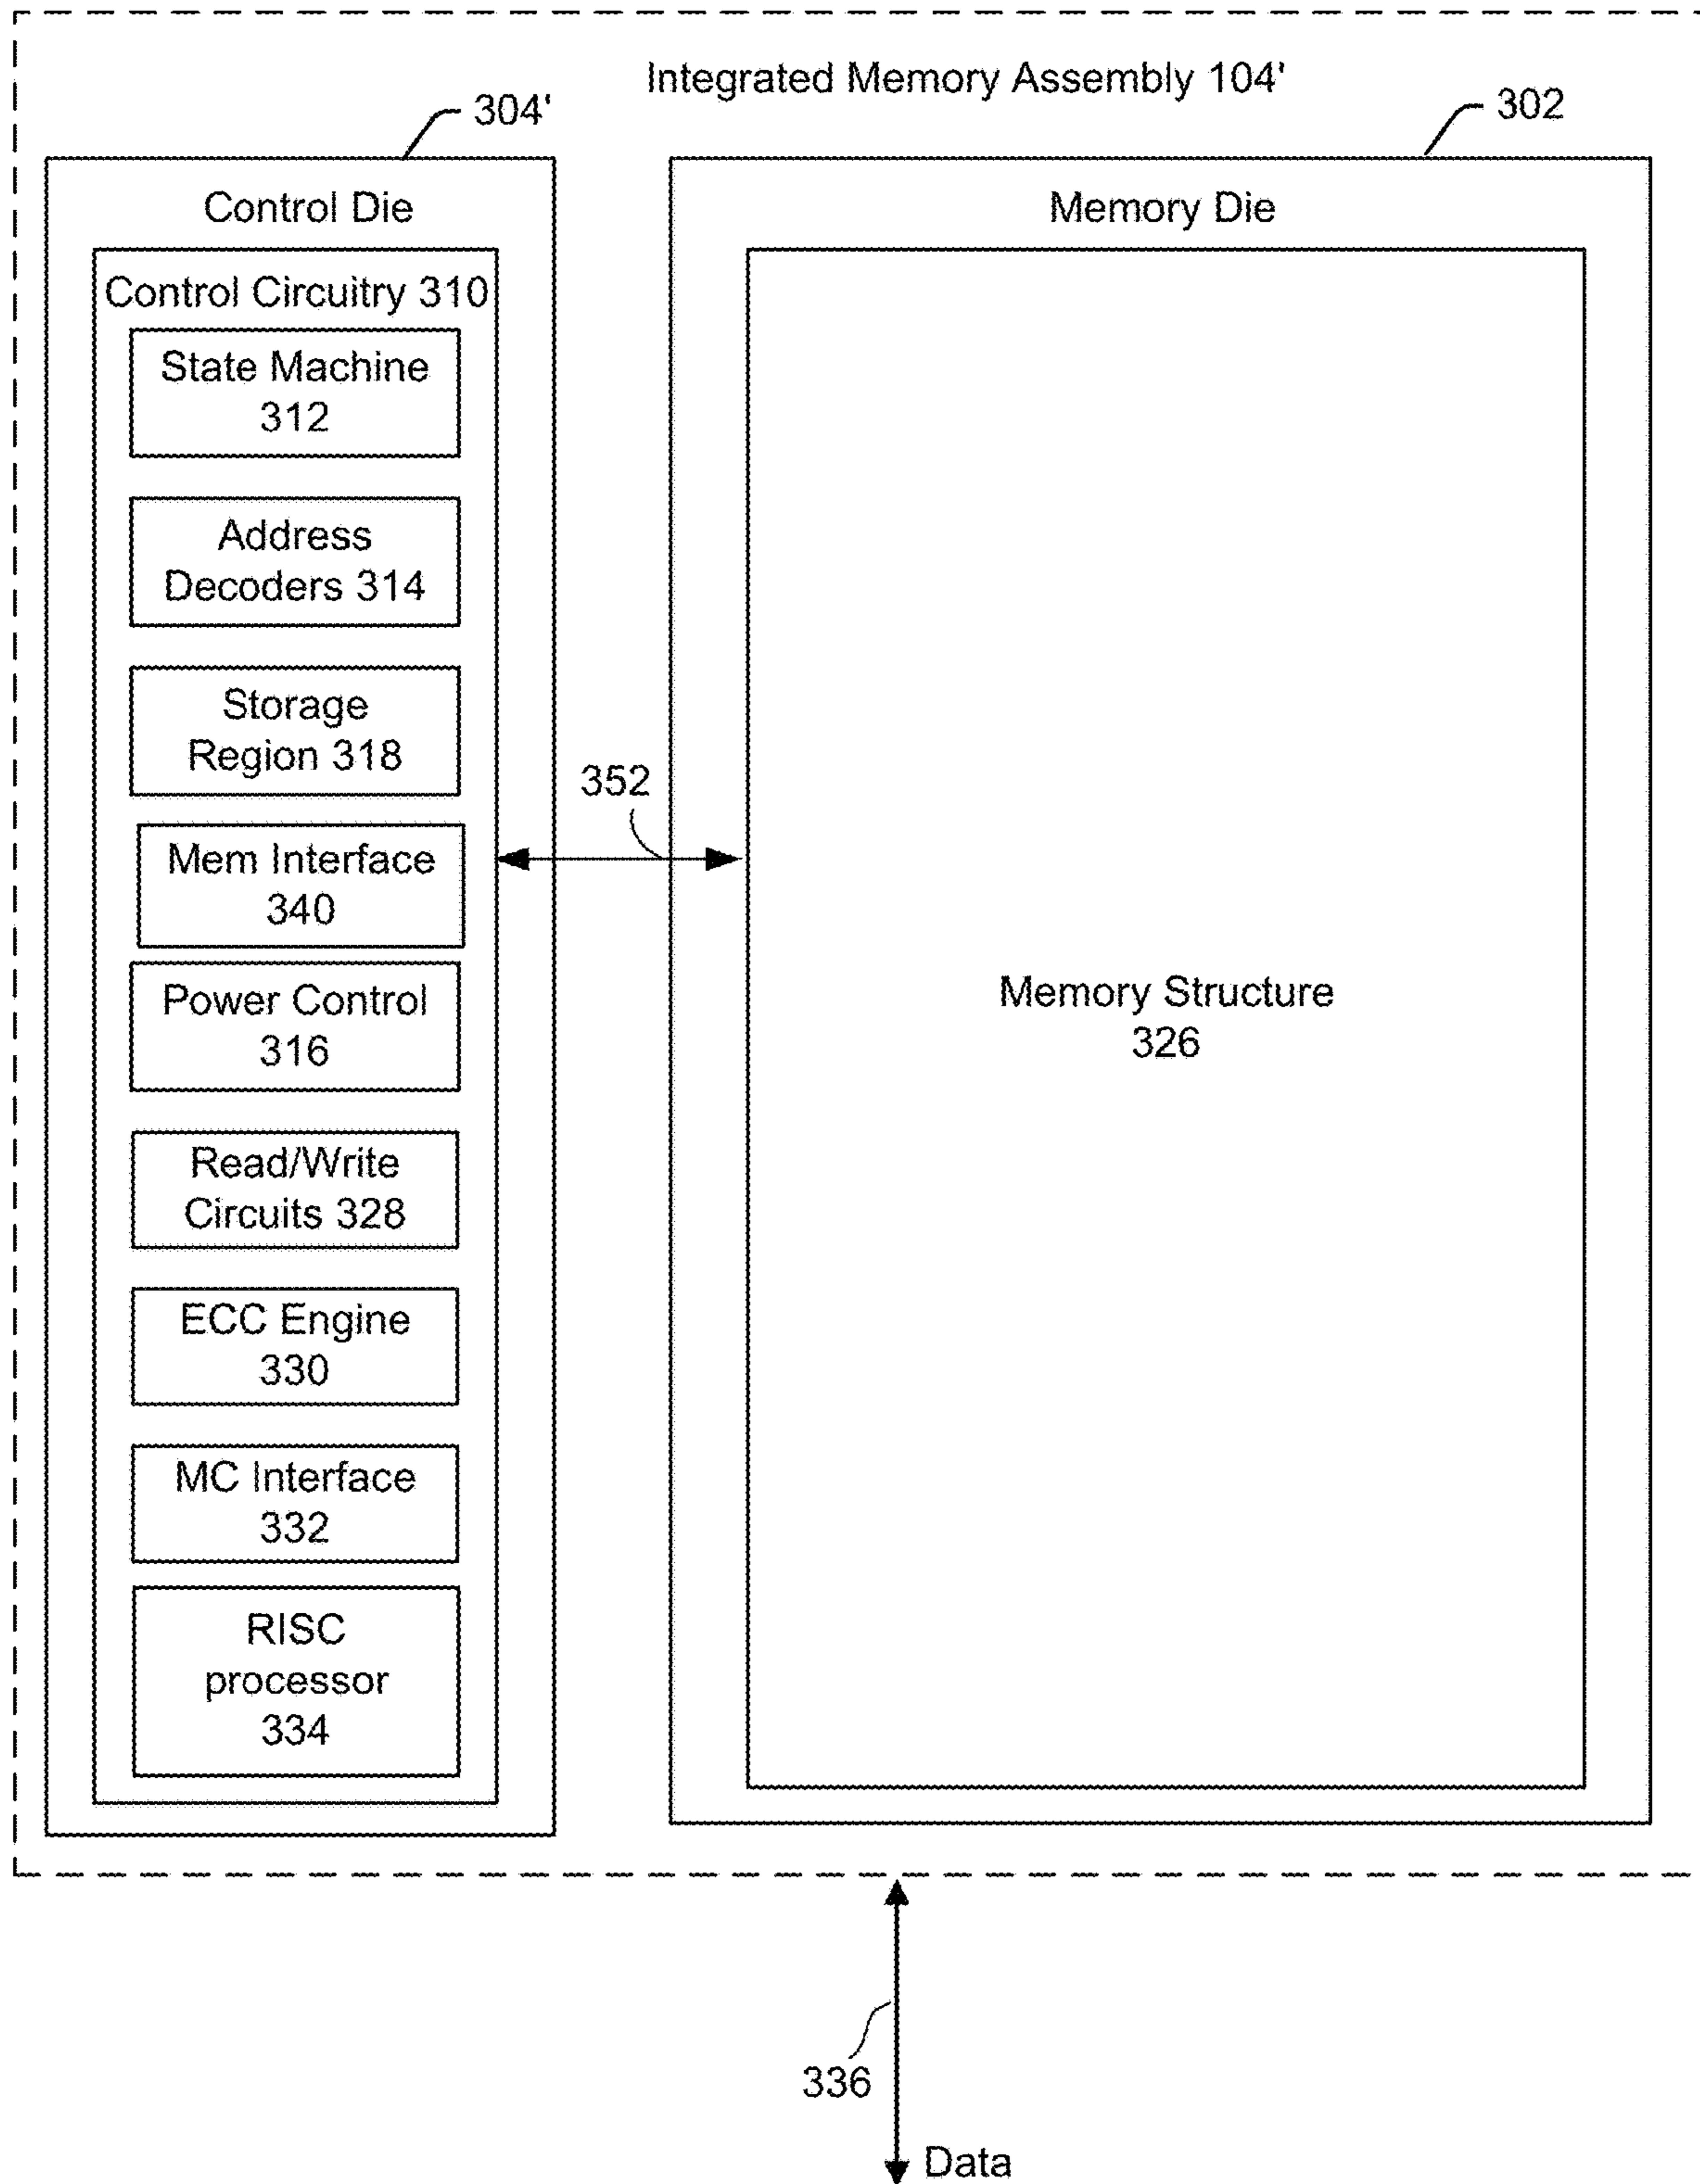 Integrated Memory Assembly 104'
304'
302
Control Die
Memory Die
Control Circuitry 310
State Machine
312
Address
Decoders 314
Storage
Region 318
352
Mem Interface
340
Power Control
316
Memory Structure
326
Read/Write
Circuits 328
ECC Engine
330
MC Interface
332
RISC
processor
334
336
Data